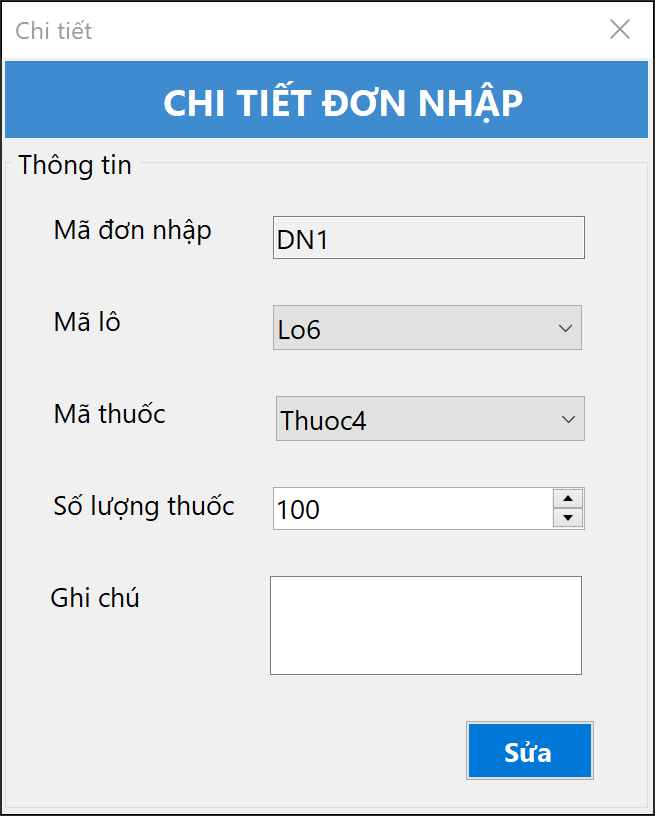 Chi tiết
CHI TIẾT ĐƠN NHẬP
Thông tin
Mã đơn nhập
DN1
Mã lô
Lo6
Mã thuốc
Thuoc4
Số lượng thuốc
100
Ghi chú
Sửa